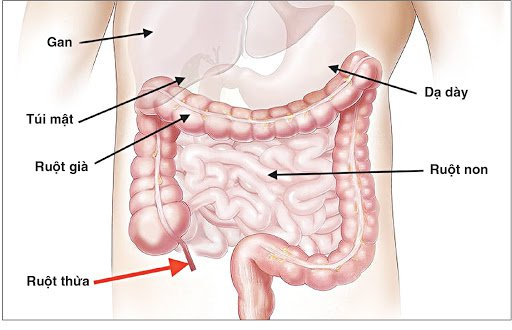 Gan
Túi mật
Ruột già
Ruột thừa
Dạ dày
Ruột non